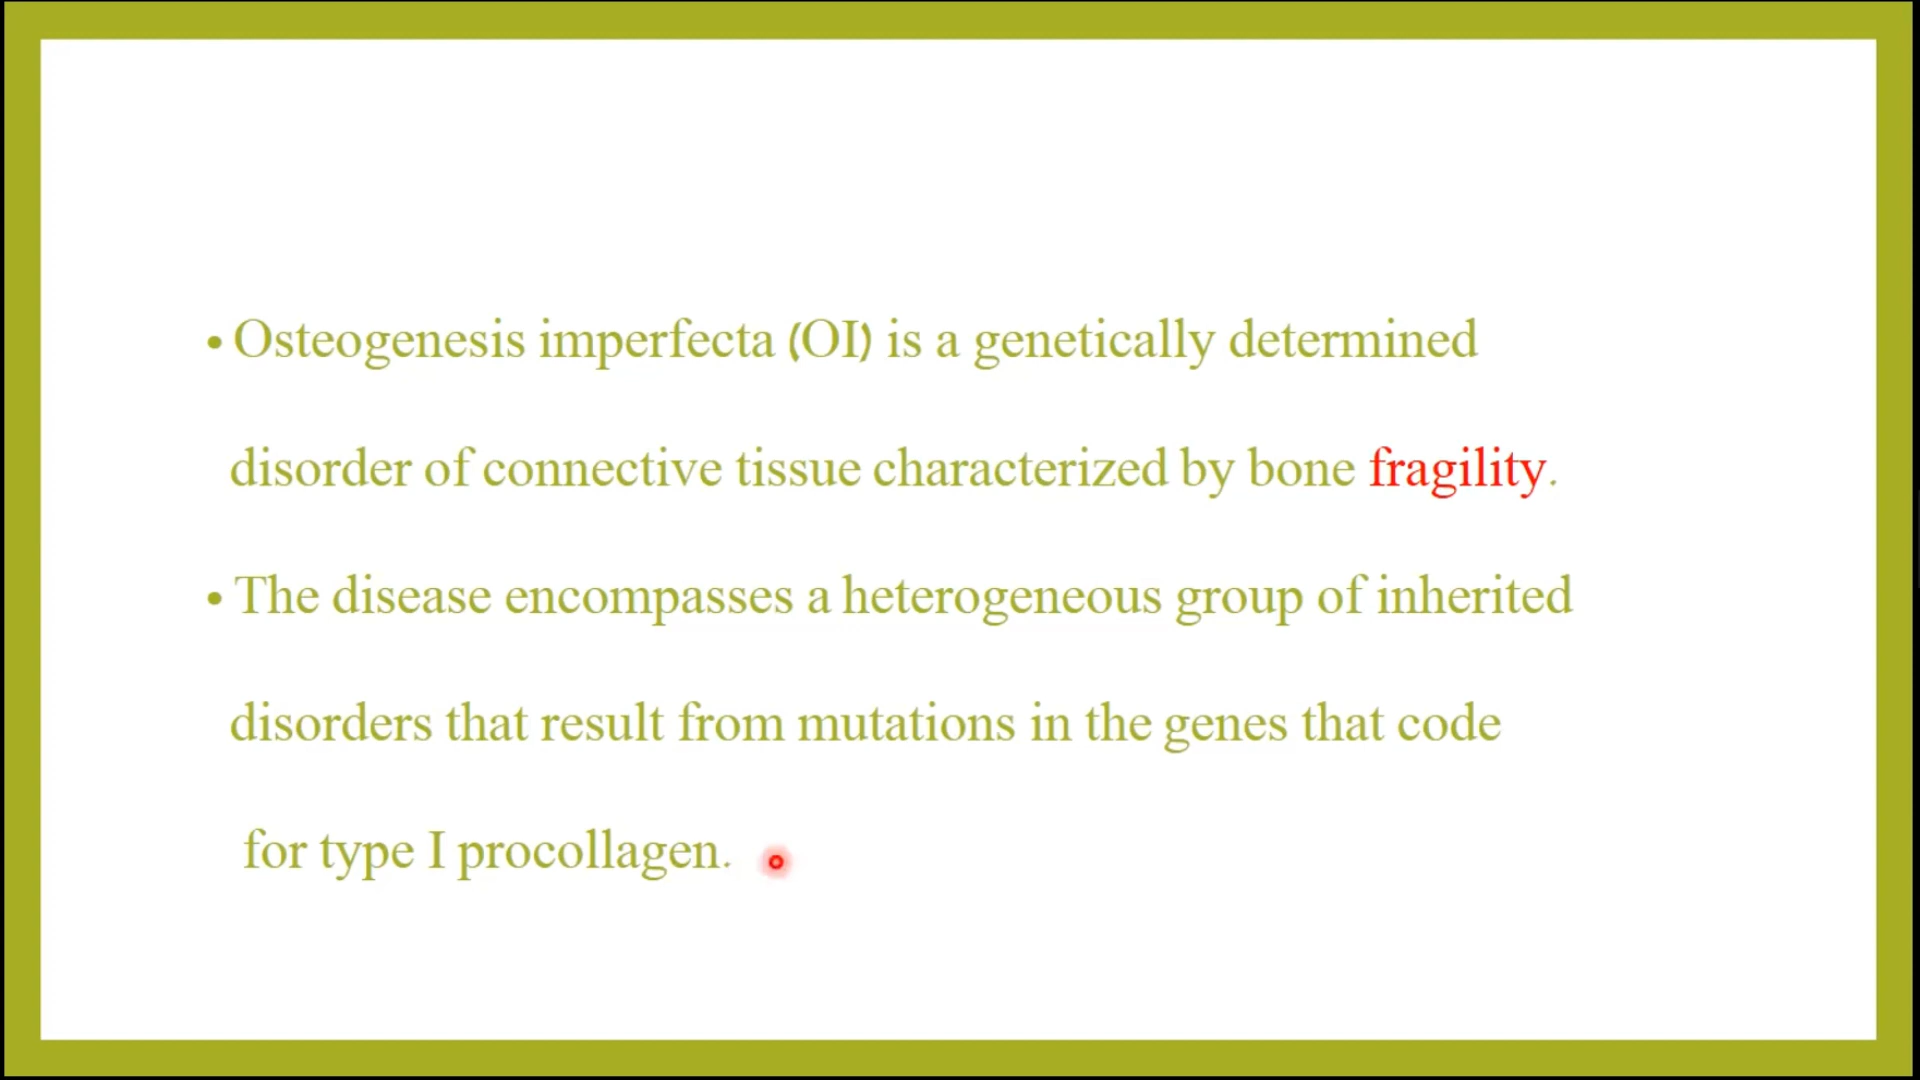 • Osteogenesis imperfecta (OI) is a genetically determined
disorder of connective tissue characterized by bone fragility.
• The disease encompasses a heterogeneous group of inherited
disorders that result from mutations in the genes that code
for type I procollagen.